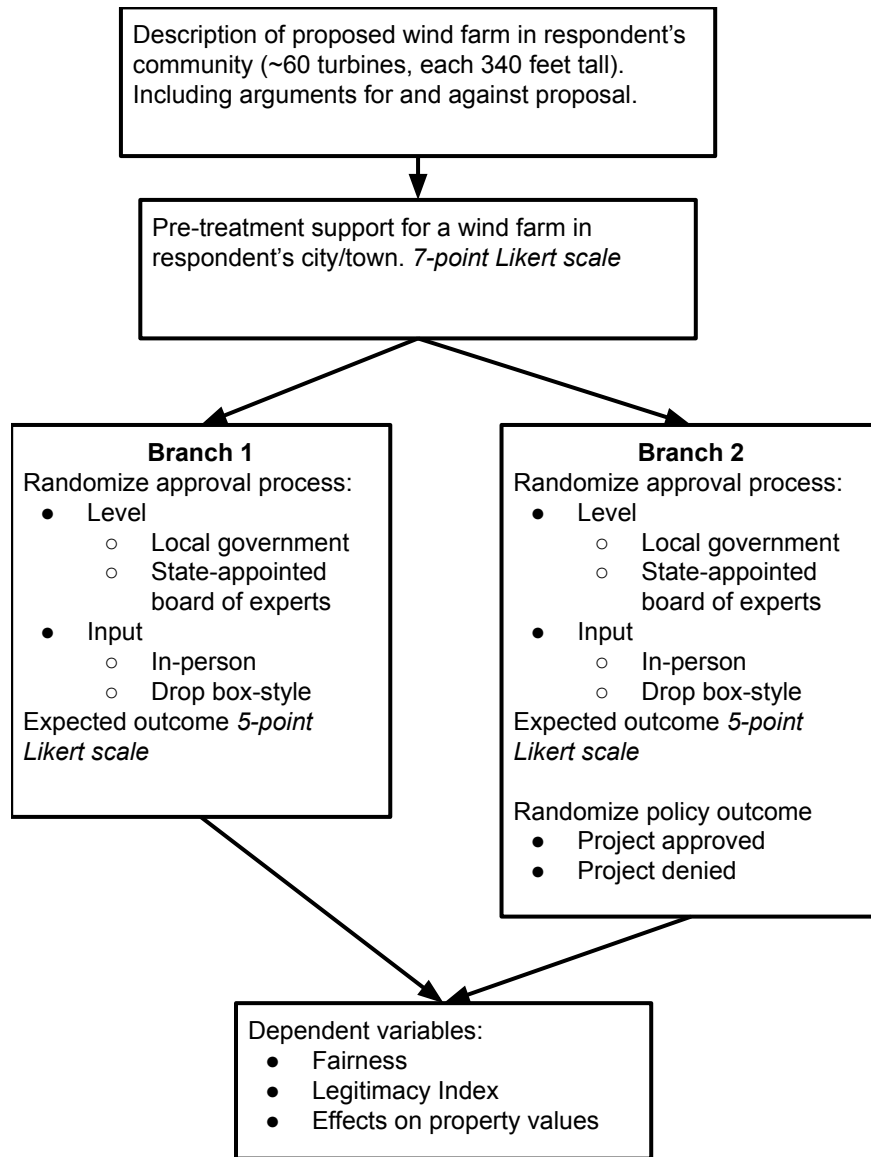 Description of proposed wind farm in respondent's
community (~60 turbines, each 340 feet tall).
Including arguments for and against proposal.
Pre-treatment support for a wind farm in
respondent's city/town. 7-point Likert scale
Branch 1
Randomize approval process:
● Level
○ Local government
○ State-appointed
board of experts
● Input
○ In-person
○ Drop box-style
Expected outcome 5-point
Likert scale
Branch 2
Randomize approval process:
● Level
○ Local government
○ State-appointed
board of experts
● Input
○ In-person
○ Drop box-style
Expected outcome 5-point
Likert scale
Randomize policy outcome
● Project approved
● Project denied
Dependent variables:
● Fairness
● Legitimacy Index
● Effects on property values